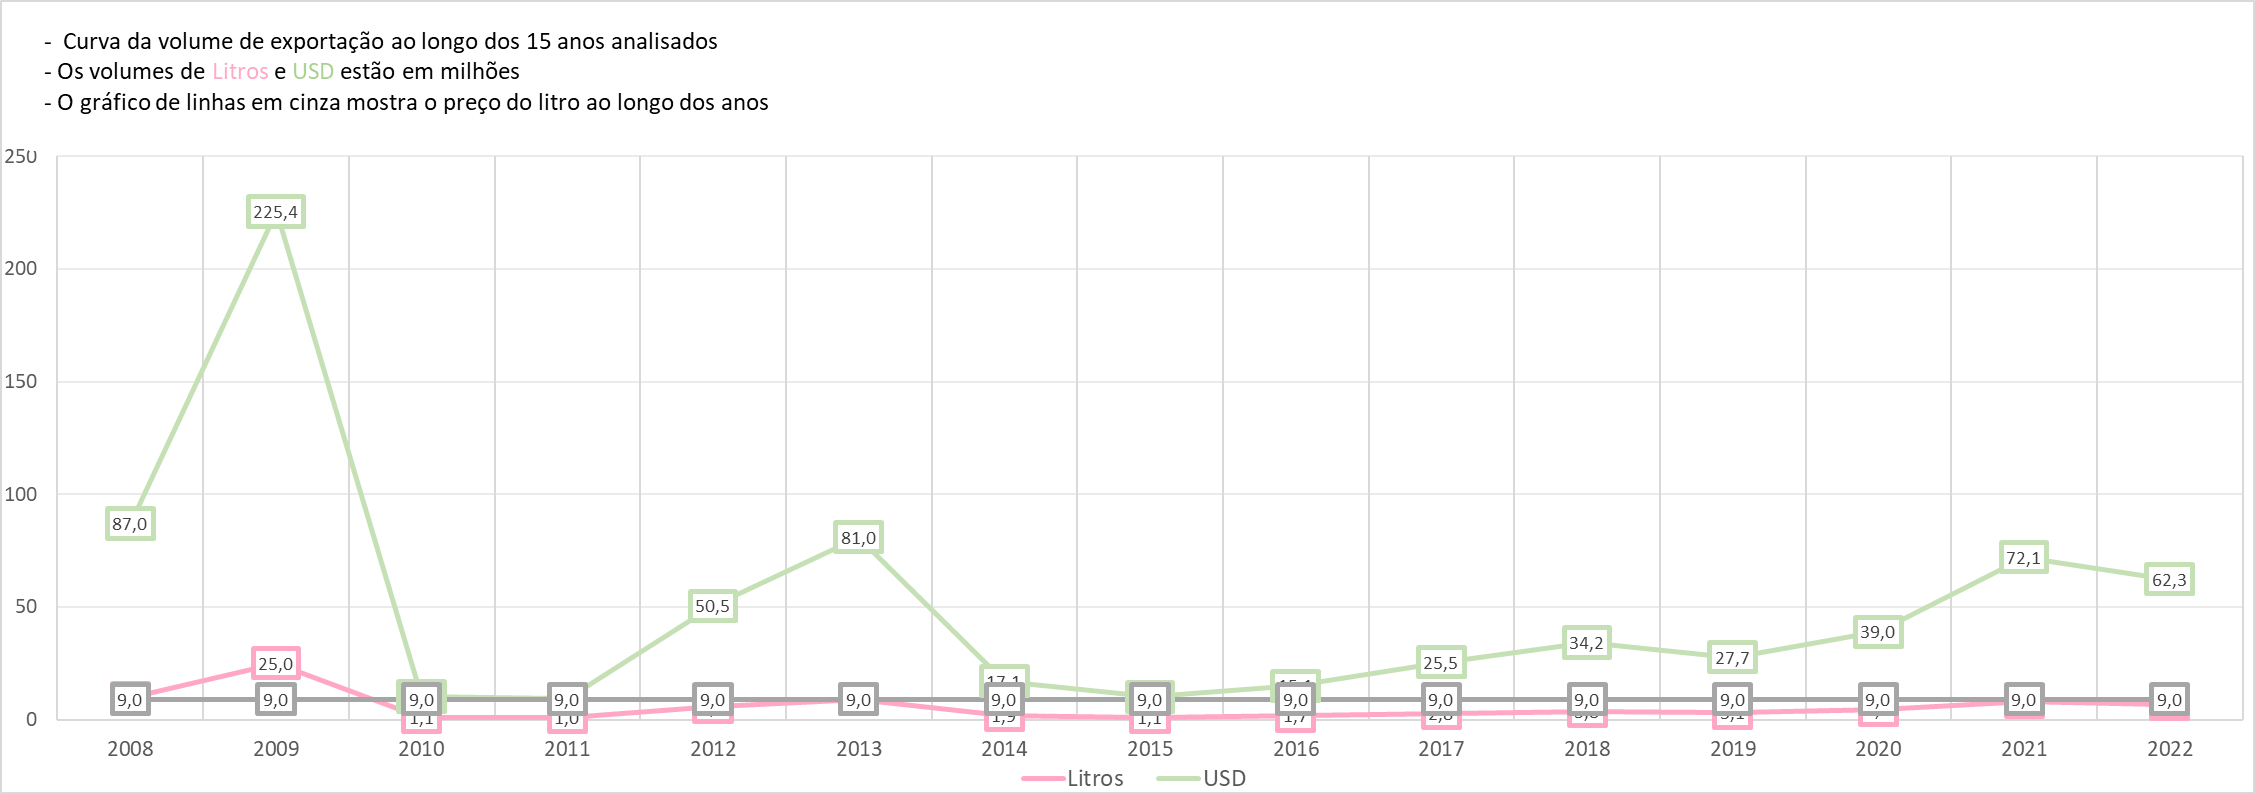 - Curva da volume de exportação ao longo dos 15 anos analisados
- Os volumes de Litros e USD estão em milhões
- O gráfico de linhas em cinza mostra o preço do litro ao longo dos anos
250
200
150
100
50
0
225,4
87,0
81,0
50,5
72,1
62,3
39,0
34,2
27,7
25,5
17,1
25,0
9,0 9,0 9,0 9,0 9,0 9,0 9,0 9,0 9,0 9,0 9,0 9,0 9,0 9,0 9,0
1,1 1,0 1,9 1,1 1,7 2,8 3,1
2008 2009 2010 2011 2012 2013 2014 2015 2016 2017 2018 2019 2020 2021 2022
Litros USD